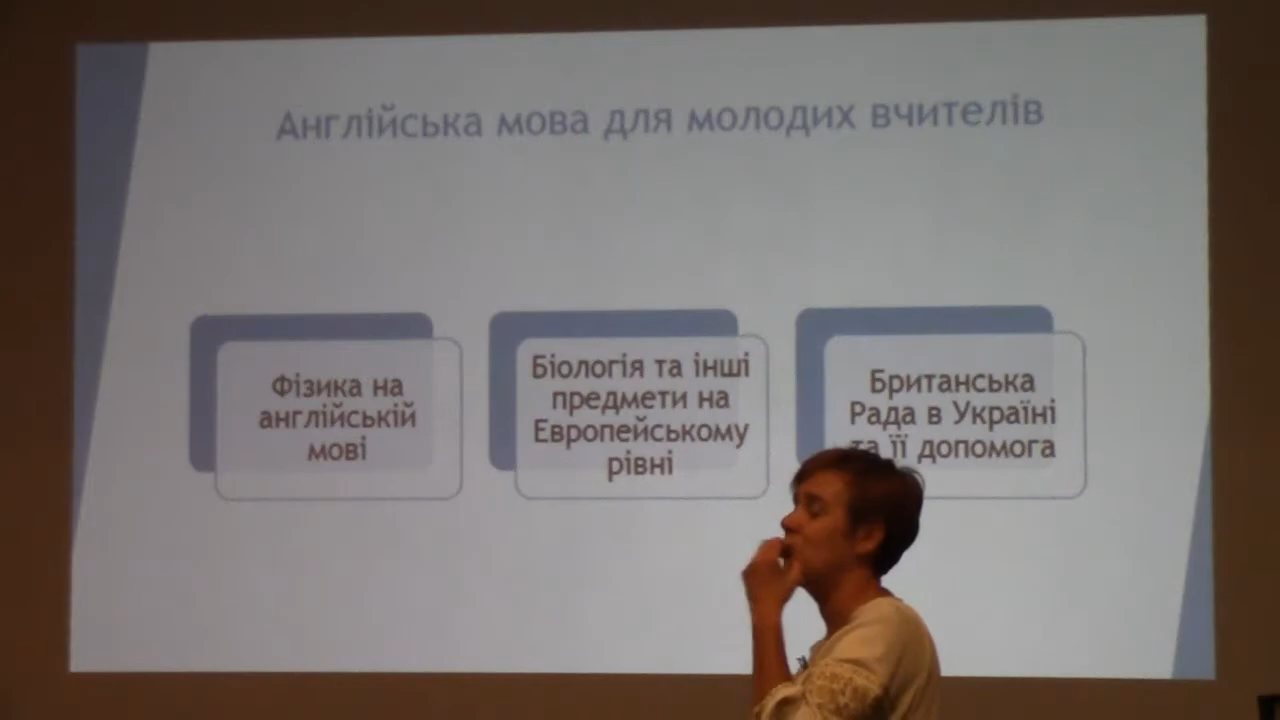 Англійська мова для молодих вчителів
Фізика на
англійській
мові
Біологія та інші
предмети на
Европейському
рівні
Британська
Рада в Україні
та її допомога